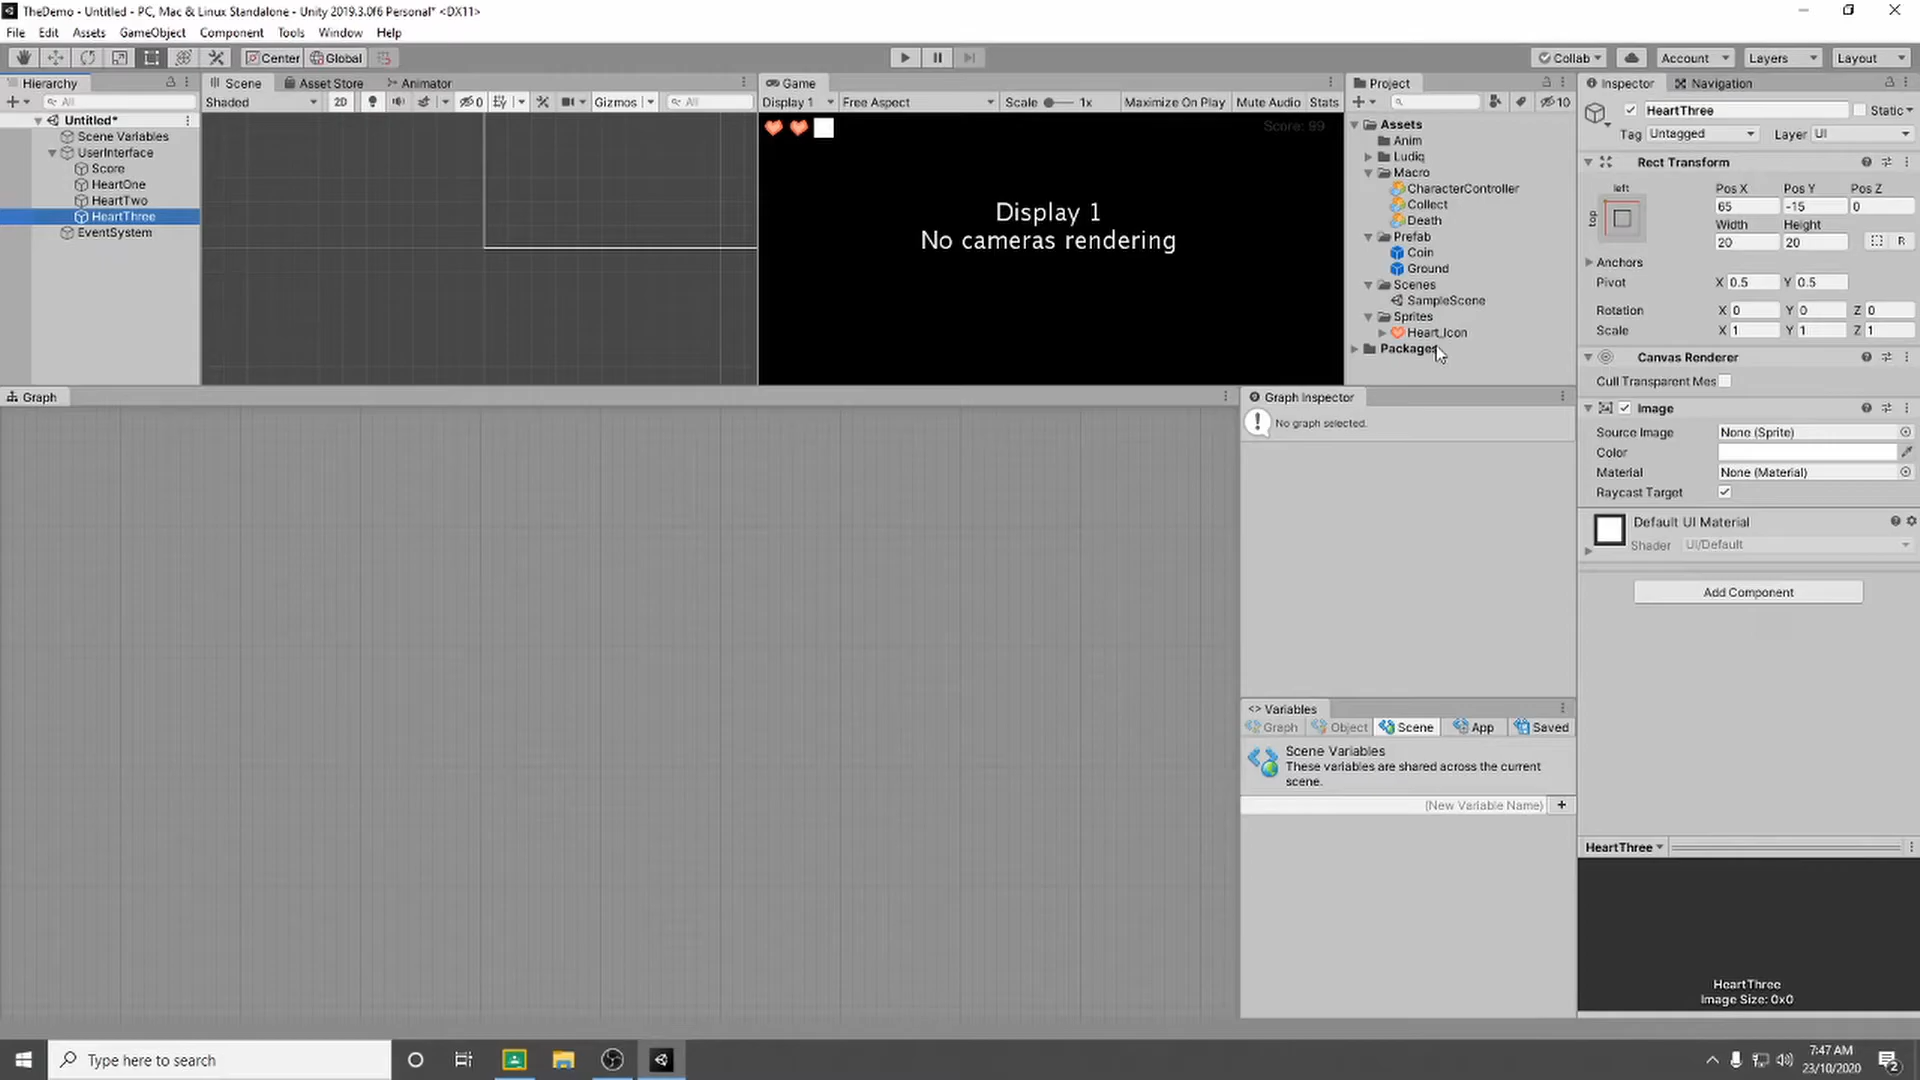 TheDemo - Untitled - PC, Mac & Linux Standalone - Unity 2019.3.0f6 Personal* <DX11>
File Edit Assets GameObject Component Tools Window Help
Center Global
Collab Account Layers Layout
Hierarchy
All
Untitled*
Scene Variables
UserInterface
Score
HeartOne
HeartTwo
HeartThree
EventSystem
Scene Asset Store Animator
Shaded 2D 0 Gizmos All
Game
Display 1 Free Aspect Scale 1x Maximize On Play Mute Audio Stats
Score: 99
Display 1
No cameras rendering
Project
10
Assets
Anim
Ludiq
Macro
CharacterController
Collect
Death
Prefab
Coin
Ground
Scenes
SampleScene
Sprites
Heart_Icon
Packages
Inspector Navigation
HeartThree Static
Tag Untagged Layer UI
Rect Transform
left
top
Pos X Pos Y Pos Z
65 -15 0
Width Height
20 20 R
Anchors
Pivot X 0.5 Y 0.5
Rotation X 0 Y 0 Z 0
Scale X 1 Y 1 Z 1
Canvas Renderer
Cull Transparent Mes
Image
Source Image None (Sprite)
Color
Material None (Material)
Raycast Target
Default UI Material
Shader UI/Default
Add Component
HeartThree
HeartThree
Image Size: 0x0
Graph
Graph Inspector
No graph selected.
<> Variables
Graph Object Scene App Saved
Scene Variables
These variables are shared across the current
scene.
(New Variable Name) +
Type here to search
7:47 AM
23/10/2020
2